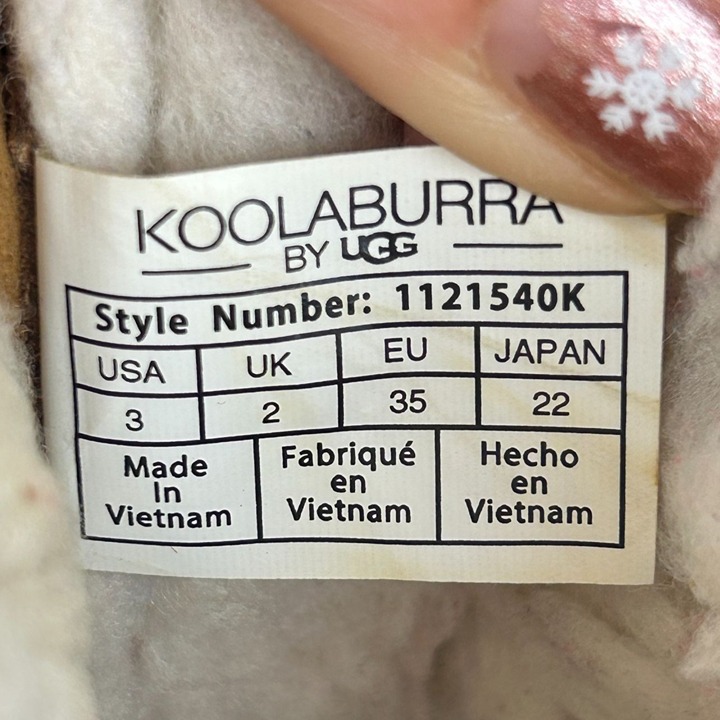 KOOLABURRA
BY UGG
Style Number: 1121540K
USA UK EU JAPAN
3 2 35 22
Made In Vietnam
Fabriqué en Vietnam
Hecho en Vietnam